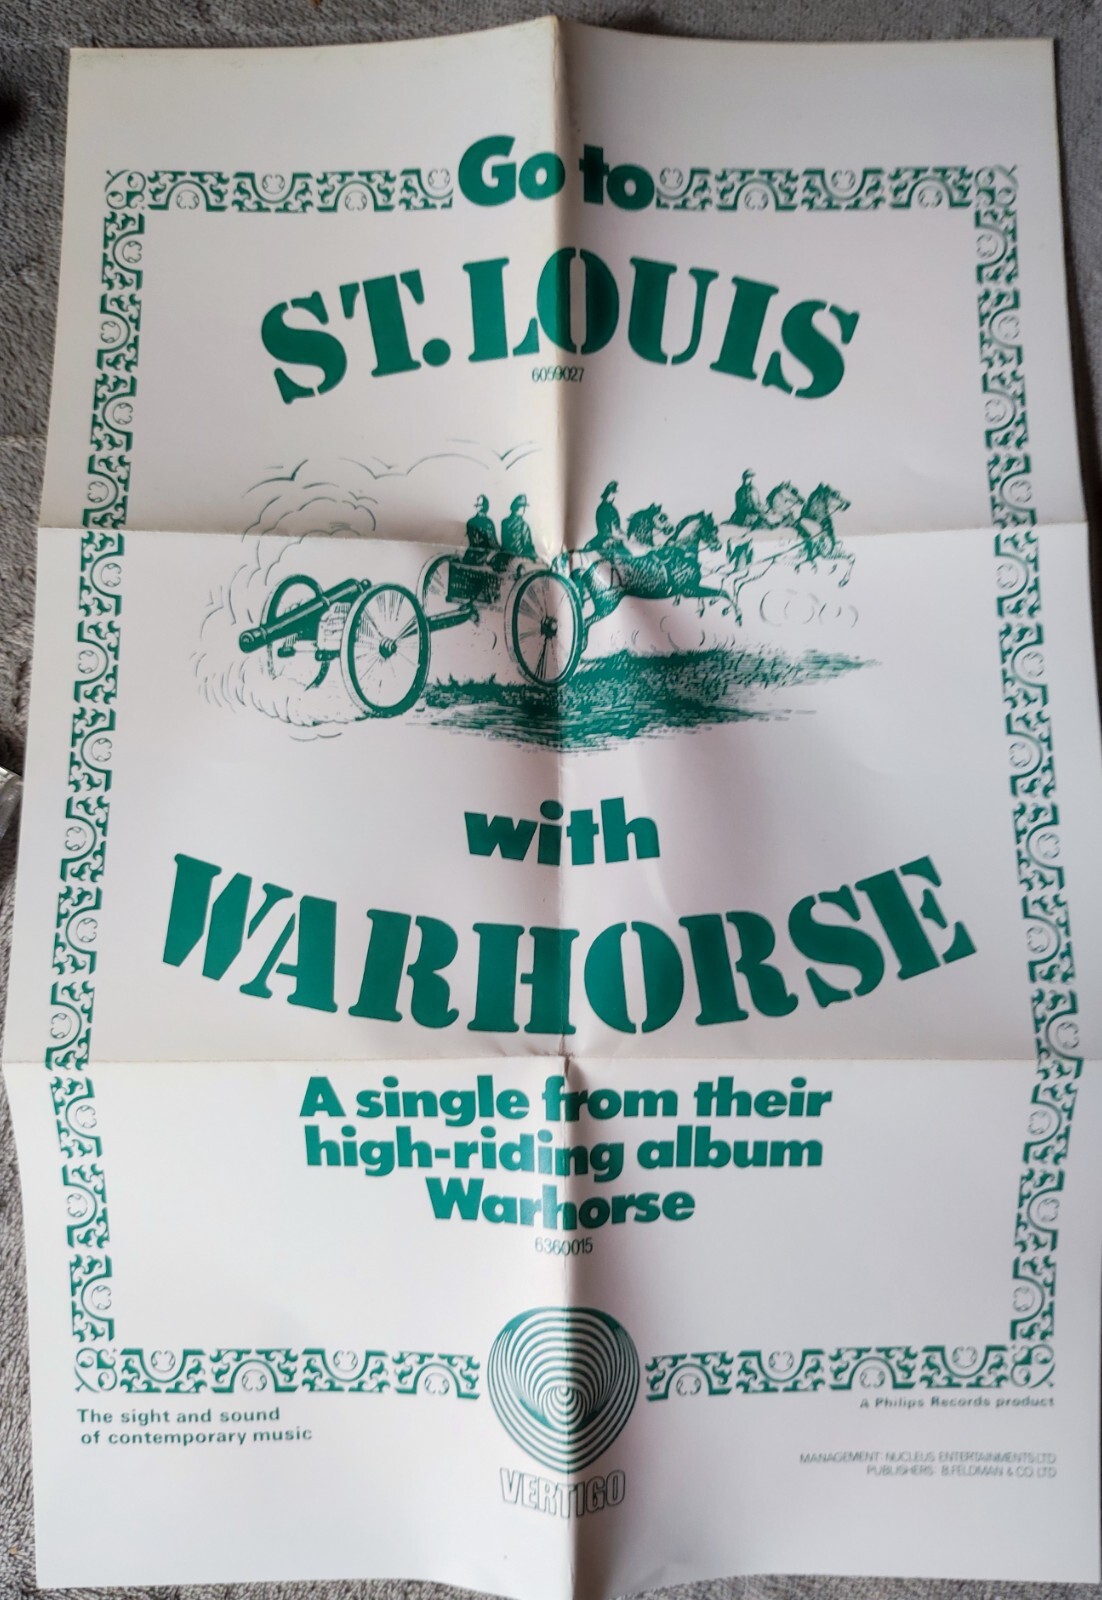 Go to
ST. LOUIS
6059027
with
WARHORSE
A single from their
high-riding album
Warhorse
6360015
The sight and sound
of contemporary music
VERTIGO
A Philips Records product
MANAGEMENT: NUCLEUS ENTERTAINMENTS LTD
PUBLISHERS: B.FELDMAN & CO. LTD